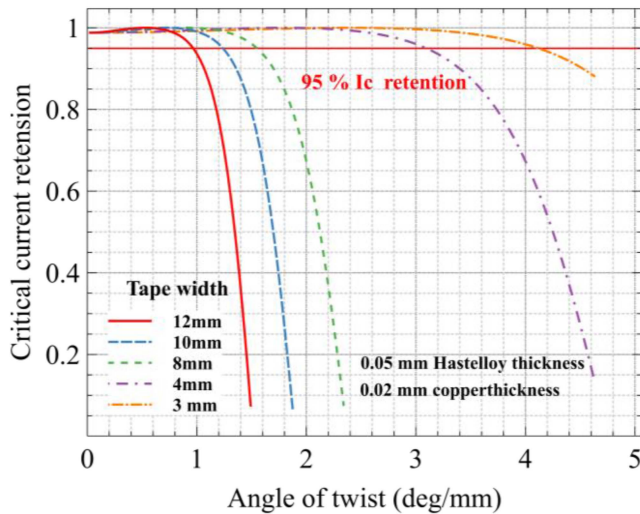 Critical current retension
1
0.8
0.6
0.4
0.2
95 % Ic retention
Tape width
12mm
10mm
8mm
4mm
3 mm
0.05 mm Hastelloy thickness
0.02 mm copperthickness
0 1 2 3 4 5
Angle of twist (deg/mm)